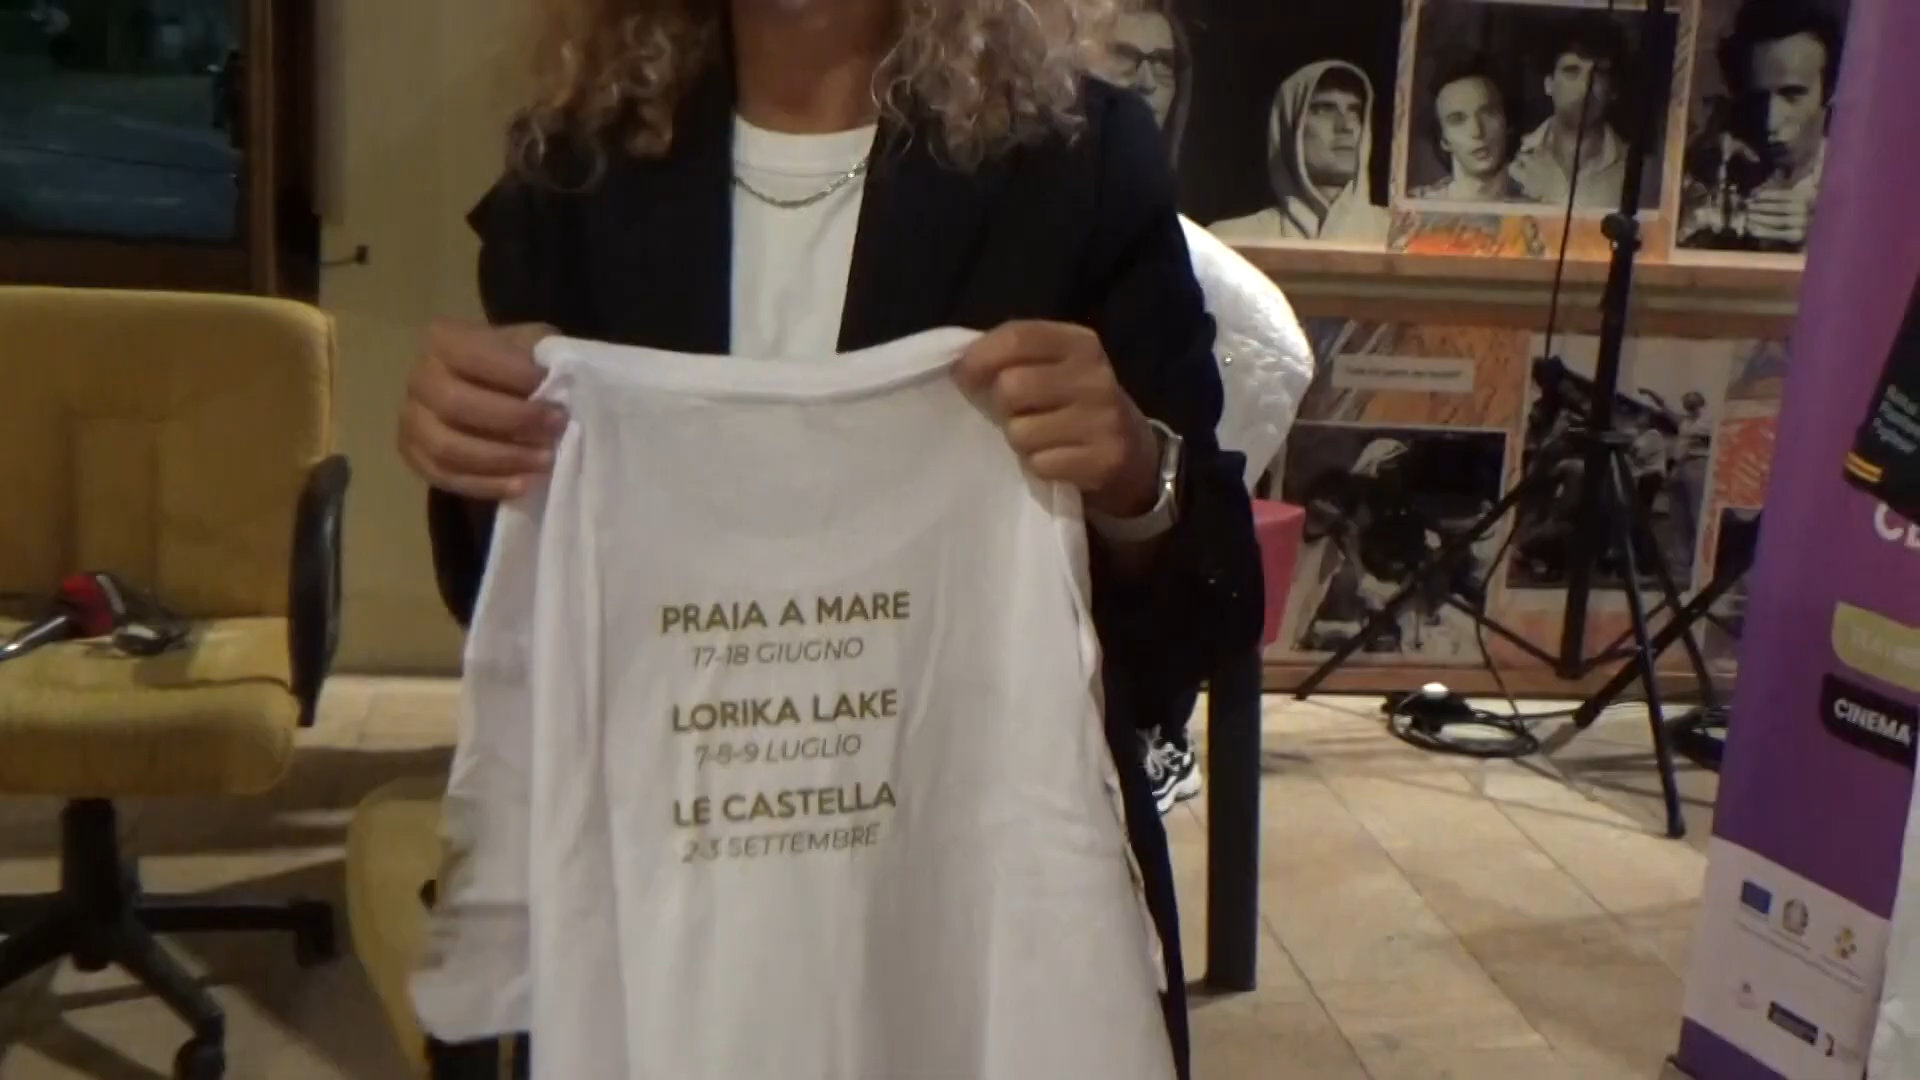 PRAIA A MARE
17-18 GIUGNO
LORIKA LAKE
7-8-9 LUGLIO
LE CASTELLA
2-3 SETTEMBRE
CINEMA